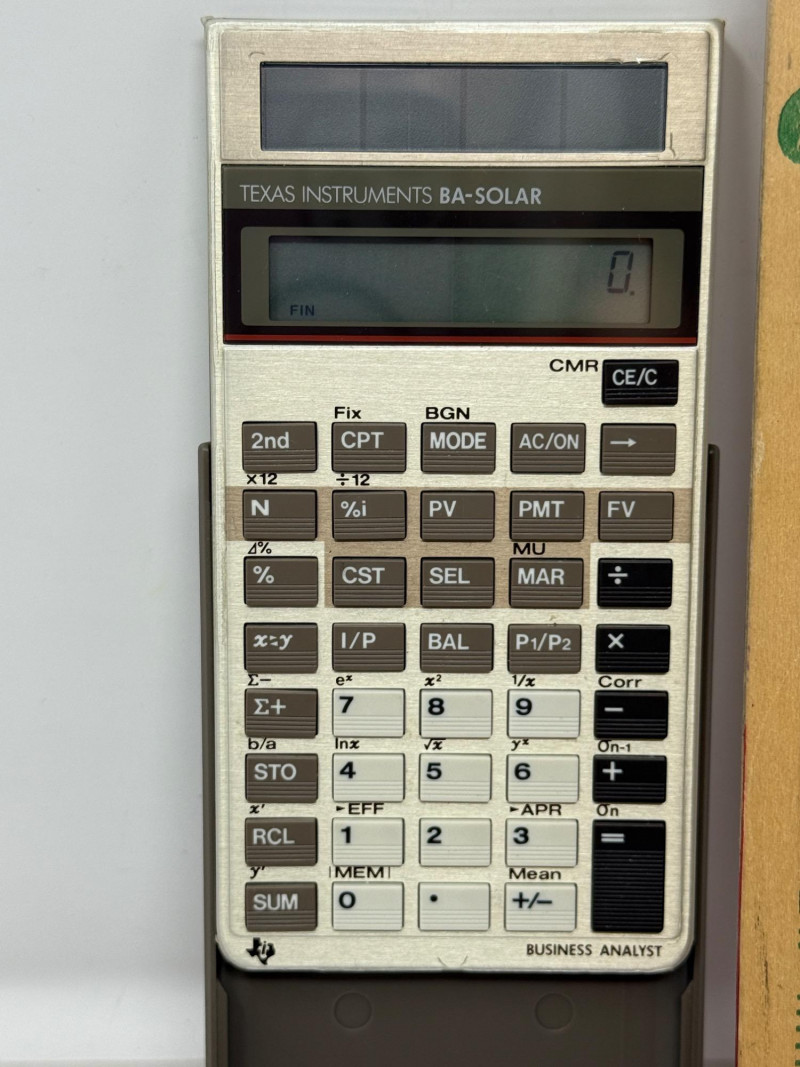 TEXAS INSTRUMENTS BA-SOLAR
0.
FIN
CMR CE/C
Fix BGN
2nd CPT MODE AC/ON →
×12 ÷12
N %i PV PMT FV
⊿% MU
% CST SEL MAR ÷
x⇄y I/P BAL P1/P2 ×
Σ− eˣ x² 1/x Corr
Σ+ 7 8 9 −
b/a lnx √x yˣ σn-1
STO 4 5 6 +
x' ►EFF ►APR σn
RCL 1 2 3 =
y' MEM Mean
SUM 0 . +/−
BUSINESS ANALYST